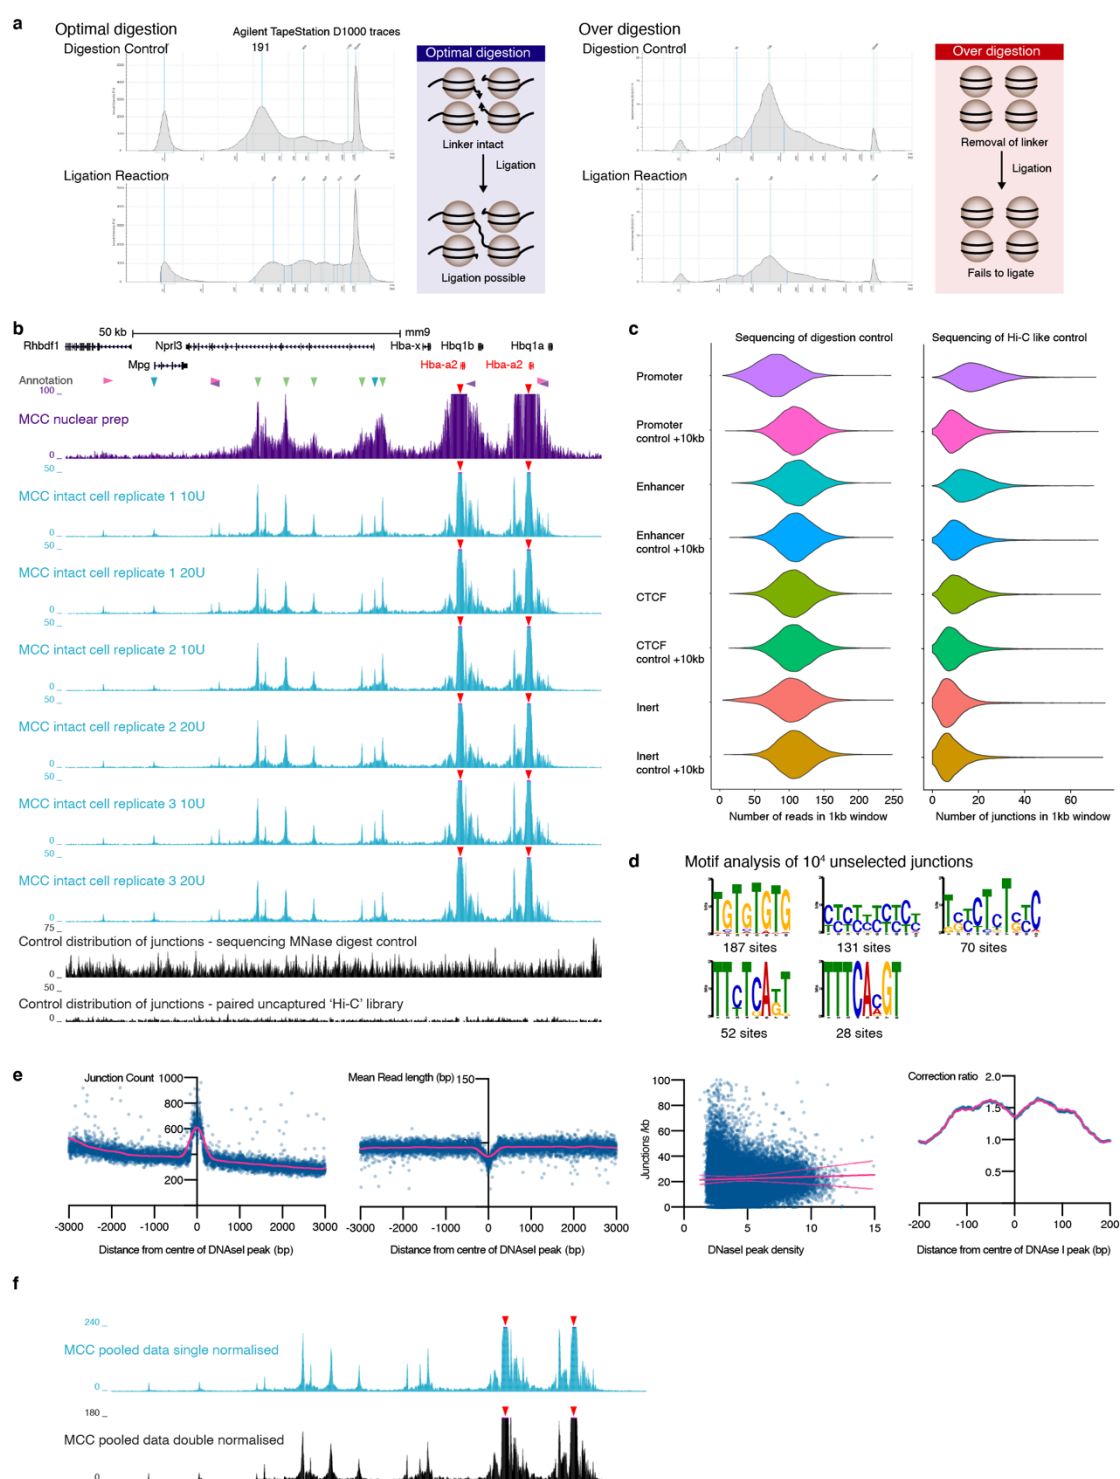 a
Optimal digestion
Agilent TapeStation D1000 traces
Digestion Control
191
Optimal digestion
Linker intact
Ligation
Ligation possible
Ligation Reaction
Over digestion
Digestion Control
Over digestion
Removal of linker
Ligation
Fails to ligate
Ligation Reaction
b
50 kb
mm9
Rhbdf1
Nprl3
Hba-x
Hbq1b
Hbq1a
Mpg
Hba-a2
Hba-a2
Annotation
100
MCC nuclear prep
0
50
MCC intact cell replicate 1 10U
0
50
MCC intact cell replicate 1 20U
0
50
MCC intact cell replicate 2 10U
0
50
MCC intact cell replicate 2 20U
0
50
MCC intact cell replicate 3 10U
0
50
MCC intact cell replicate 3 20U
0
75
Control distribution of junctions - sequencing MNase digest control
0
50
Control distribution of junctions - paired uncaptured 'Hi-C' library
0
c
Sequencing of digestion control
Sequencing of Hi-C like control
Promoter
Promoter
control +10kb
Enhancer
Enhancer
control +10kb
CTCF
CTCF
control +10kb
Inert
Inert
control +10kb
0 50 100 150 200 250
0 20 40 60
Number of reads in 1kb window
Number of junctions in 1kb window
d
Motif analysis of 10⁴ unselected junctions
187 sites
131 sites
70 sites
52 sites
28 sites
e
Junction Count
1000
800
600
200
-3000 -2000 -1000 0 1000 2000 3000
Distance from centre of DNAseI peak (bp)
Mean Read length (bp)
150
-3000 -2000 -1000 0 1000 2000 3000
Distance from centre of DNAseI peak (bp)
Junctions /kb
100
80
60
40
20
0
0 5 10 15
DNaseI peak density
Correction ratio
2.0
1.5
1.0
0.5
-200 -100 0 100 200
Distance from centre of DNAse I peak (bp)
f
240
MCC pooled data single normalised
0
180
MCC pooled data double normalised
0